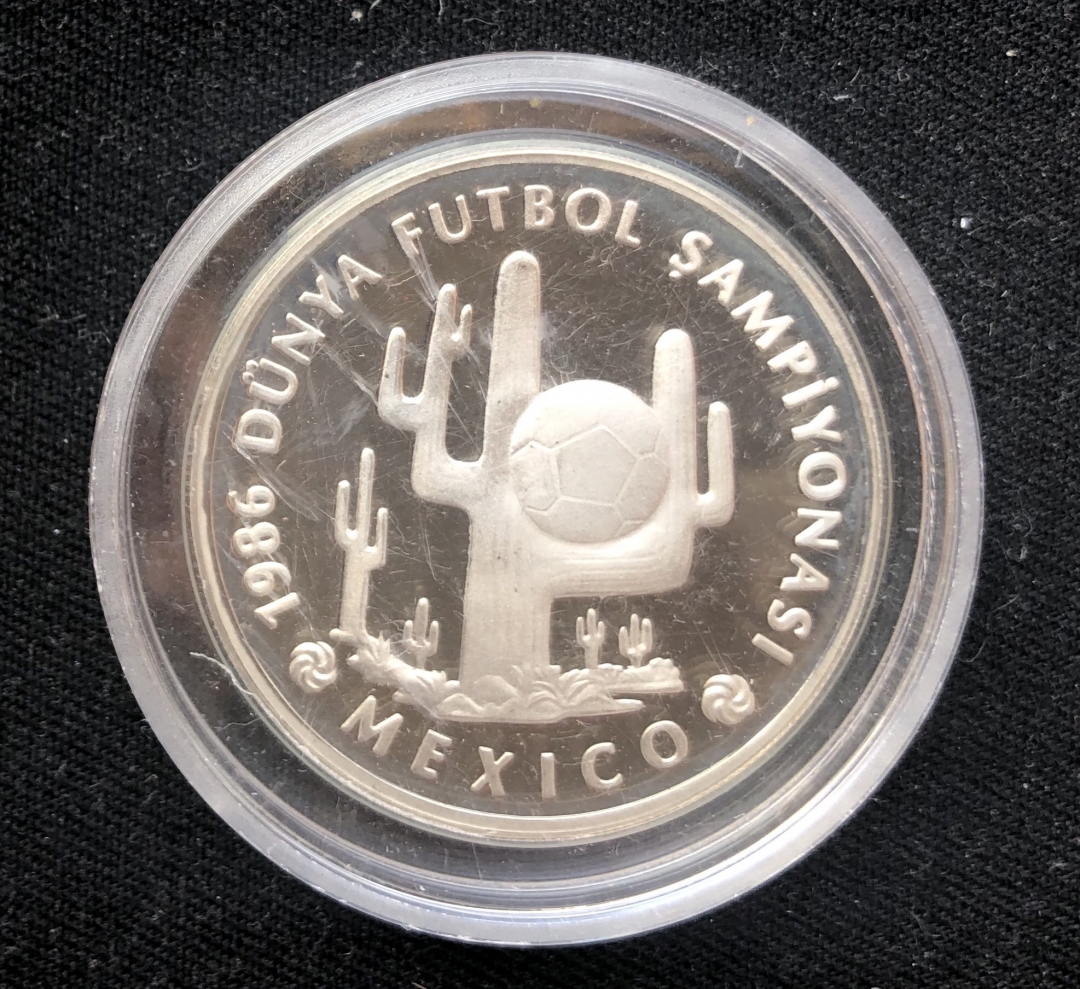 1986 DÜNYA FUTBOL ŞAMPİYONASI
MEXICO